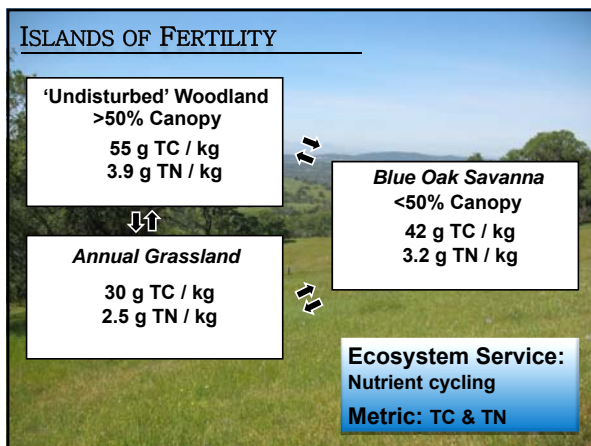 ISLANDS OF FERTILITY
'Undisturbed' Woodland
>50% Canopy
55 g TC / kg
3.9 g TN / kg
Blue Oak Savanna
<50% Canopy
42 g TC / kg
3.2 g TN / kg
Annual Grassland
30 g TC / kg
2.5 g TN / kg
Ecosystem Service:
Nutrient cycling
Metric: TC & TN